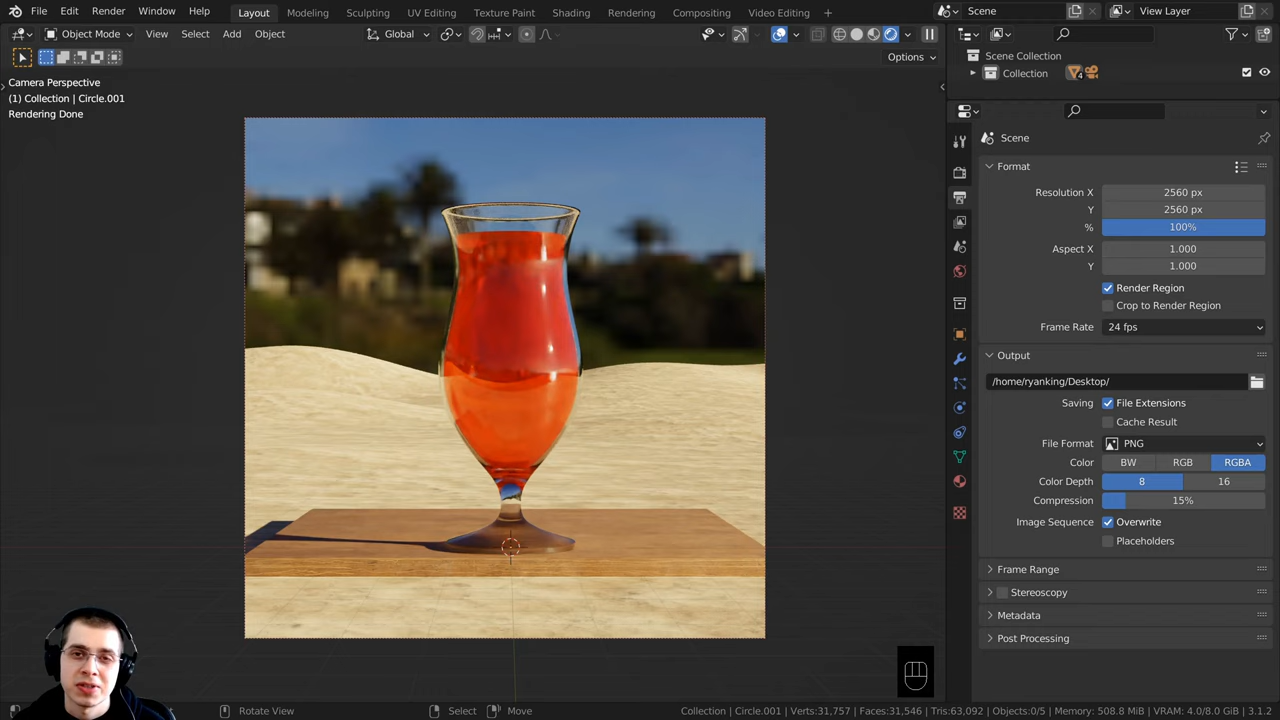 File Edit Render Window Help Layout Modeling Sculpting UV Editing Texture Paint Shading Rendering Compositing Video Editing + Scene View Layer
Object Mode View Select Add Object Global
Options
Camera Perspective
(1) Collection | Circle.001
Rendering Done
Scene Collection
Collection 4
Scene
Format
Resolution X 2560 px
Y 2560 px
% 100%
Aspect X 1.000
Y 1.000
Render Region
Crop to Render Region
Frame Rate 24 fps
Output
/home/ryanking/Desktop/
Saving File Extensions
Cache Result
File Format PNG
Color BW RGB RGBA
Color Depth 8 16
Compression 15%
Image Sequence Overwrite
Placeholders
Frame Range
Stereoscopy
Metadata
Post Processing
Rotate View Select Move Collection | Circle.001 | Verts:31,757 | Faces:31,546 | Tris:63,092 | Objects:0/5 | Memory: 508.8 MiB | VRAM: 4.0/8.0 GiB | 3.1.2